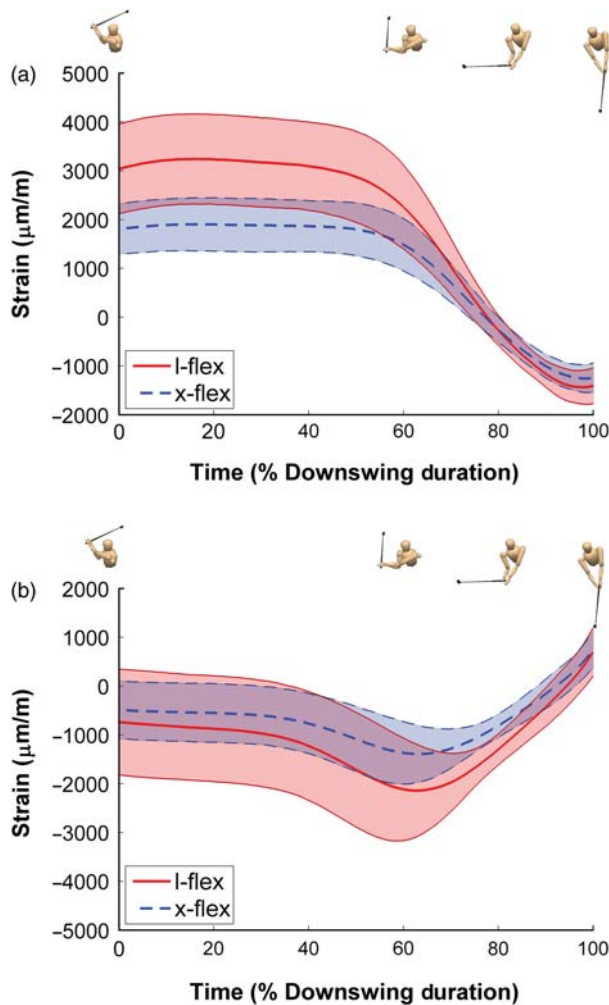 (a)
5000
4000
3000
2000
1000
0
−1000
−2000
Strain (μm/m)
l-flex
x-flex
0 20 40 60 80 100
Time (% Downswing duration)
(b)
2000
1000
0
−1000
−2000
−3000
−4000
−5000
Strain (μm/m)
l-flex
x-flex
0 20 40 60 80 100
Time (% Downswing duration)